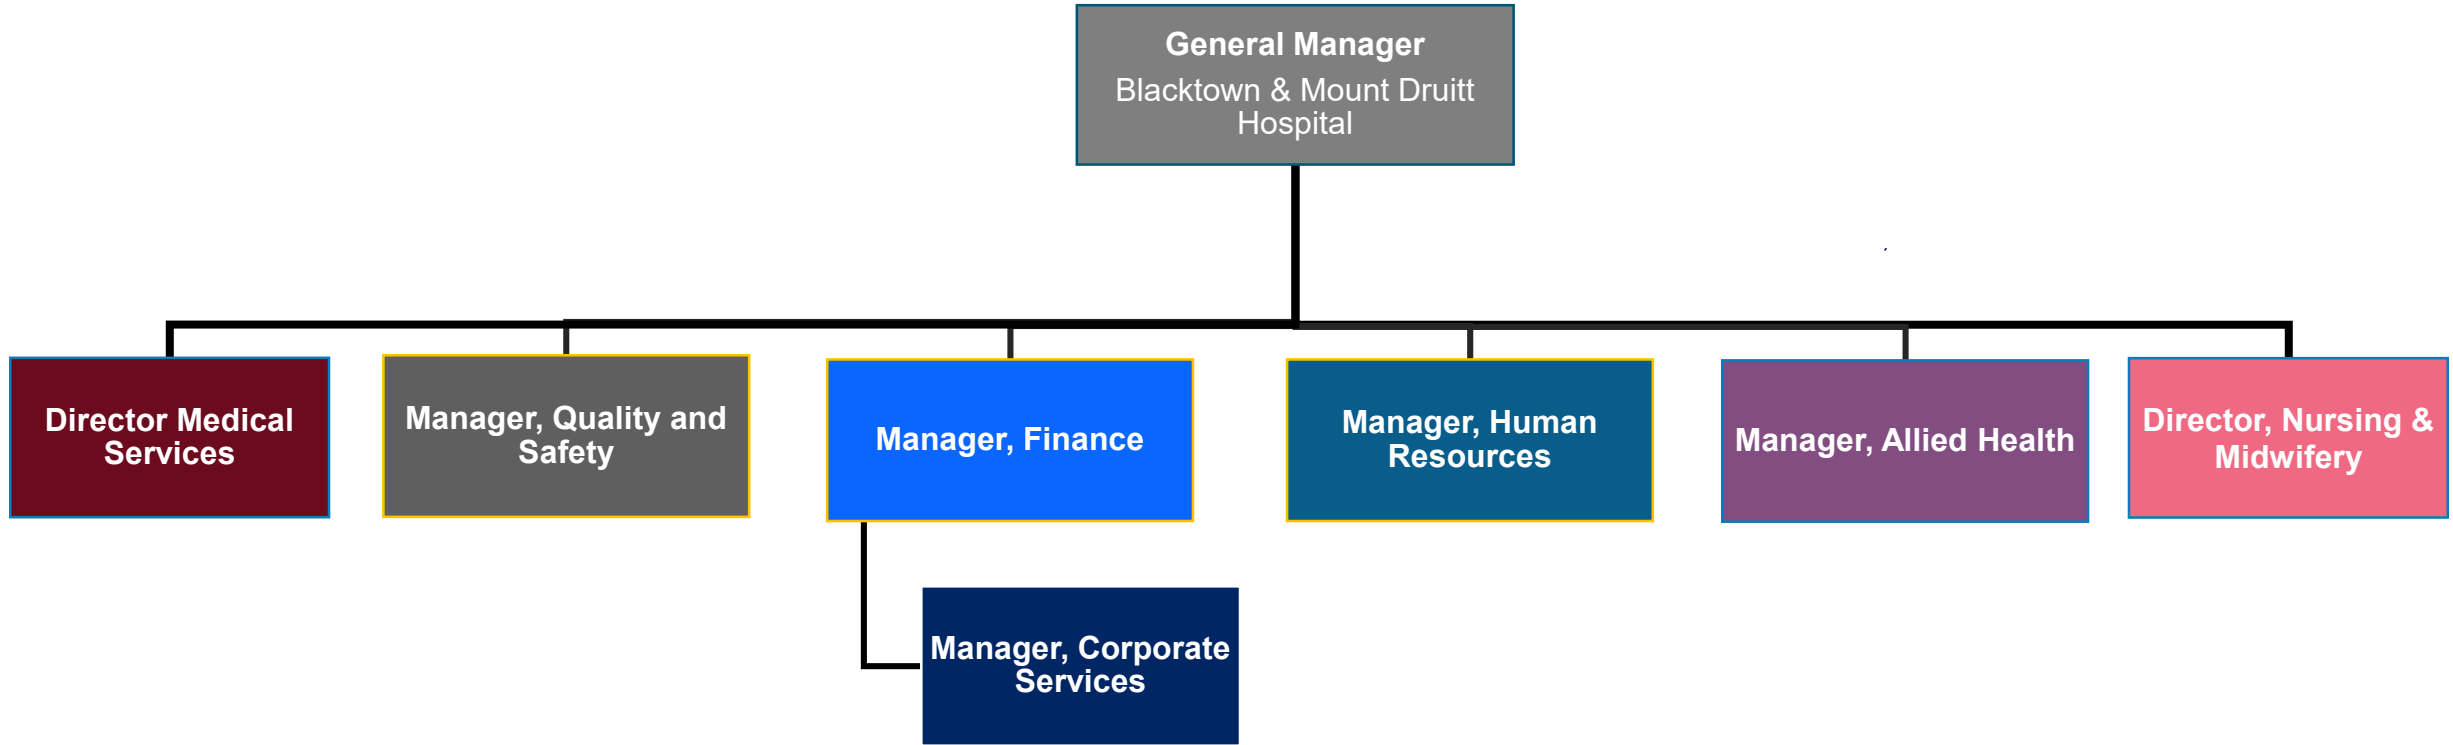 General Manager
Blacktown & Mount Druitt
Hospital
Director Medical
Services
Manager, Quality and
Safety
Manager, Finance
Manager, Human
Resources
Manager, Allied Health
Director, Nursing &
Midwifery
Manager, Corporate
Services